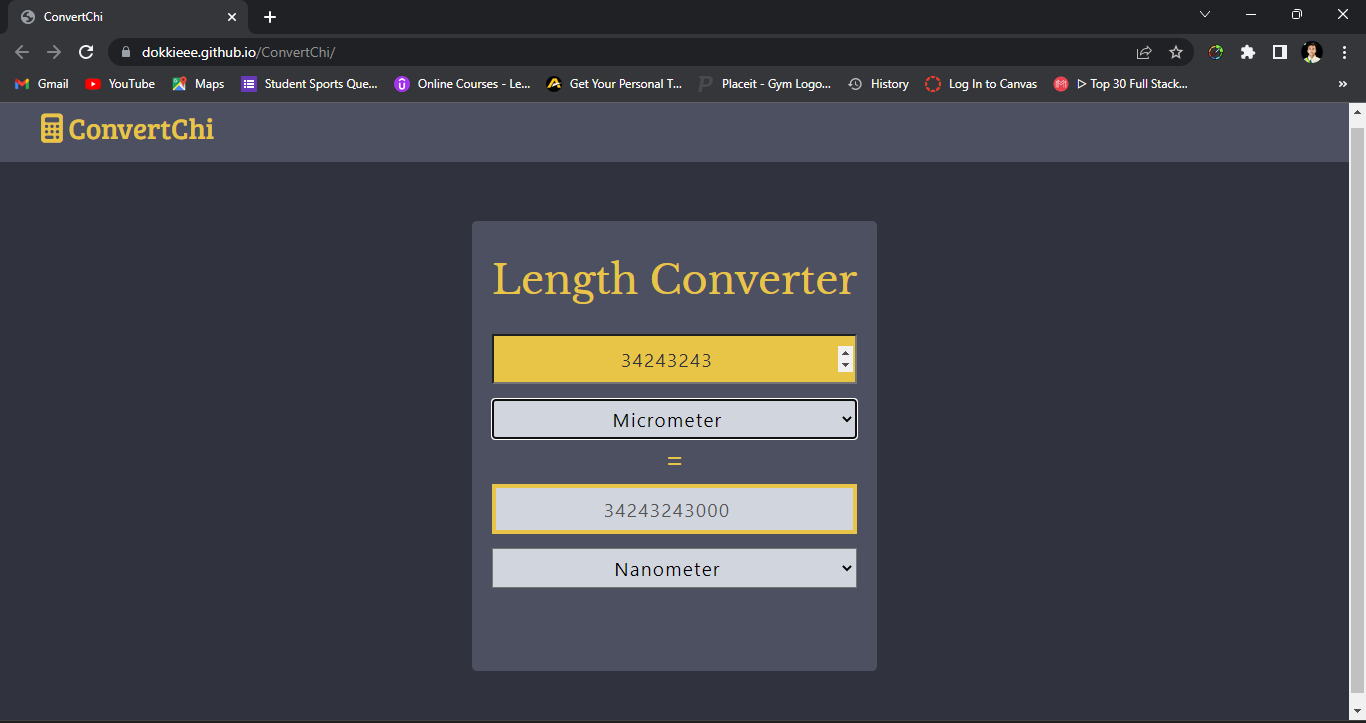 ConvertChi
dokkieee.github.io/ConvertChi/
Gmail YouTube Maps Student Sports Que... Online Courses - Le... Get Your Personal T... Placeit - Gym Logo... History Log In to Canvas ᐅ Top 30 Full Stack... »
ConvertChi
Length Converter
34243243
Micrometer
=
34243243000
Nanometer